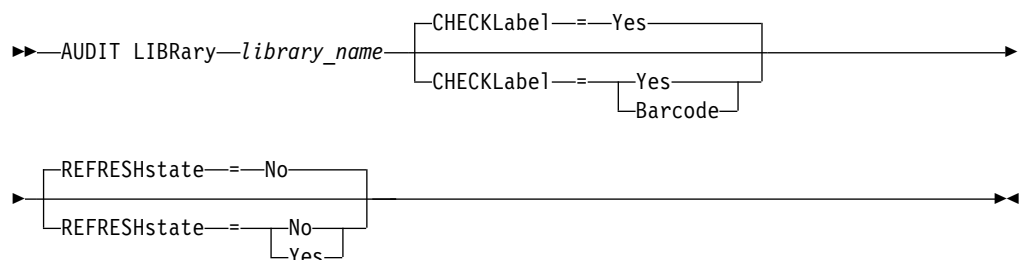 CHECKLabel = Yes
AUDIT LIBRary library_name
CHECKLabel = Yes
Barcode
REFRESHstate = No
REFRESHstate = No
Yes